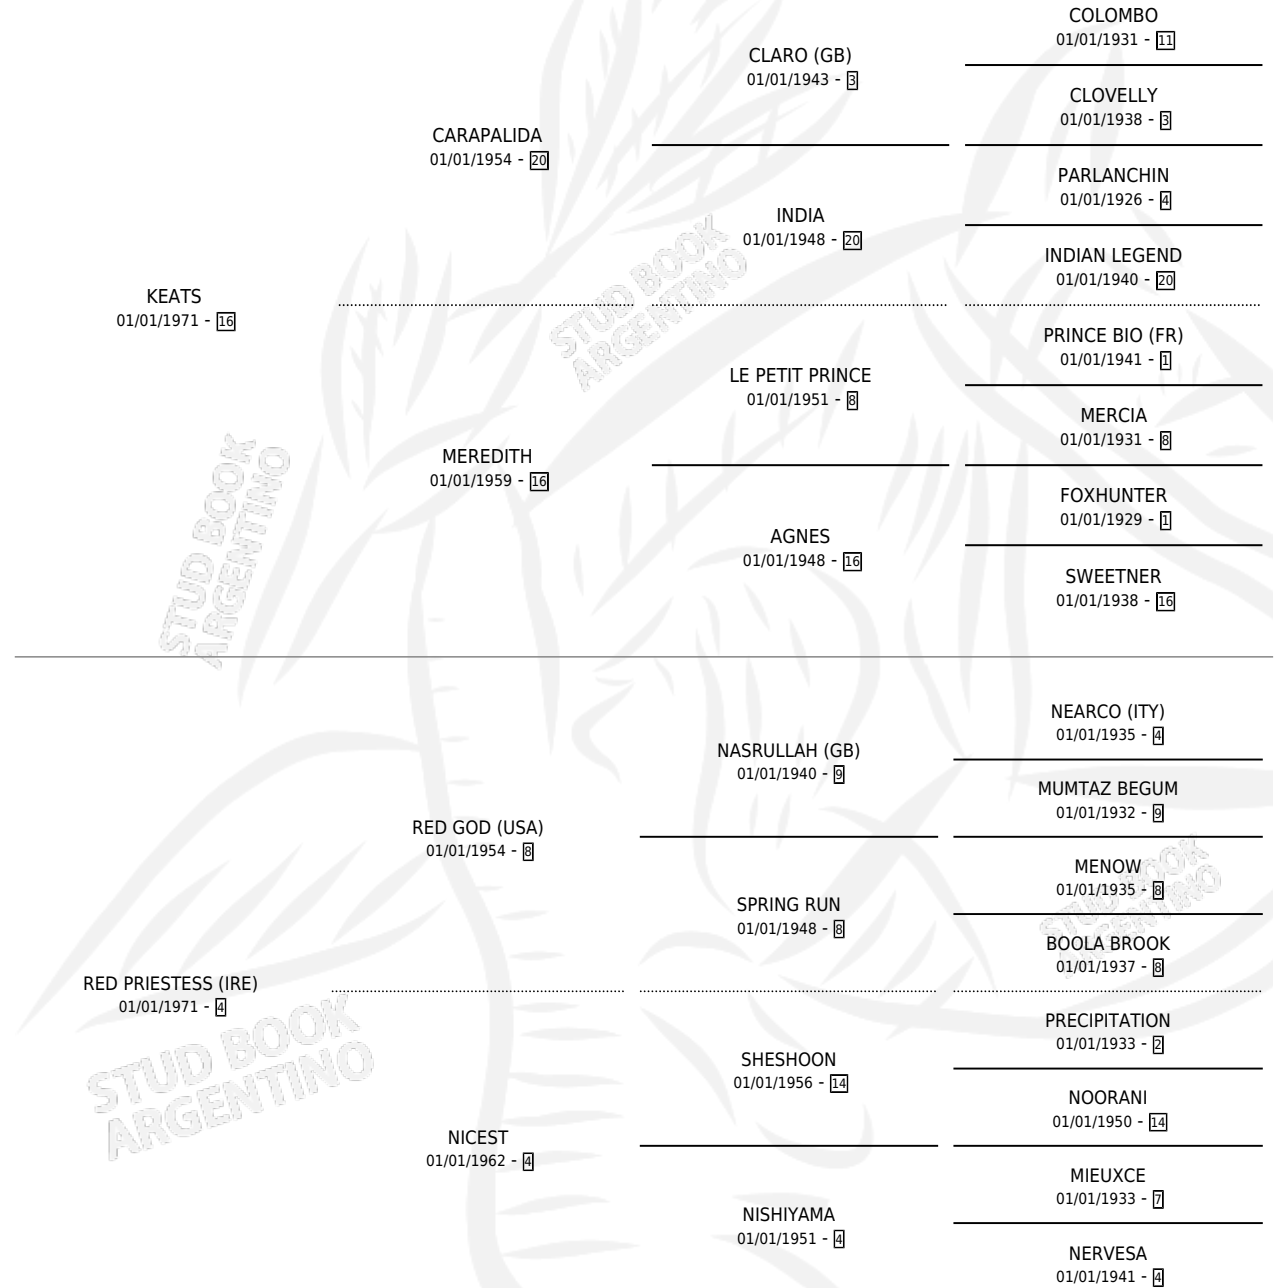 COLOMBO
01/01/1931 - 11
CLARO (GB)
01/01/1943 - 3
CLOVELLY
01/01/1938 - 3
CARAPALIDA
01/01/1954 - 20
PARLANCHIN
01/01/1926 - 4
INDIA
01/01/1948 - 20
INDIAN LEGEND
01/01/1940 - 20
KEATS
01/01/1971 - 16
PRINCE BIO (FR)
01/01/1941 - 1
LE PETIT PRINCE
01/01/1951 - 8
MERCIA
01/01/1931 - 8
MEREDITH
01/01/1959 - 16
FOXHUNTER
01/01/1929 - 1
AGNES
01/01/1948 - 16
SWEETNER
01/01/1938 - 16
NEARCO (ITY)
01/01/1935 - 4
NASRULLAH (GB)
01/01/1940 - 9
MUMTAZ BEGUM
01/01/1932 - 9
RED GOD (USA)
01/01/1954 - 8
MENOW
01/01/1935 - 8
SPRING RUN
01/01/1948 - 8
BOOLA BROOK
01/01/1937 - 8
RED PRIESTESS (IRE)
01/01/1971 - 4
PRECIPITATION
01/01/1933 - 2
SHESHOON
01/01/1956 - 14
NOORANI
01/01/1950 - 14
NICEST
01/01/1962 - 4
MIEUXCE
01/01/1933 - 7
NISHIYAMA
01/01/1951 - 4
NERVESA
01/01/1941 - 4
STUD BOOK
ARGENTINO
STUD BOOK
ARGENTINO
STUD BOOK
ARGENTINO
STUD BOOK
ARGENTINO